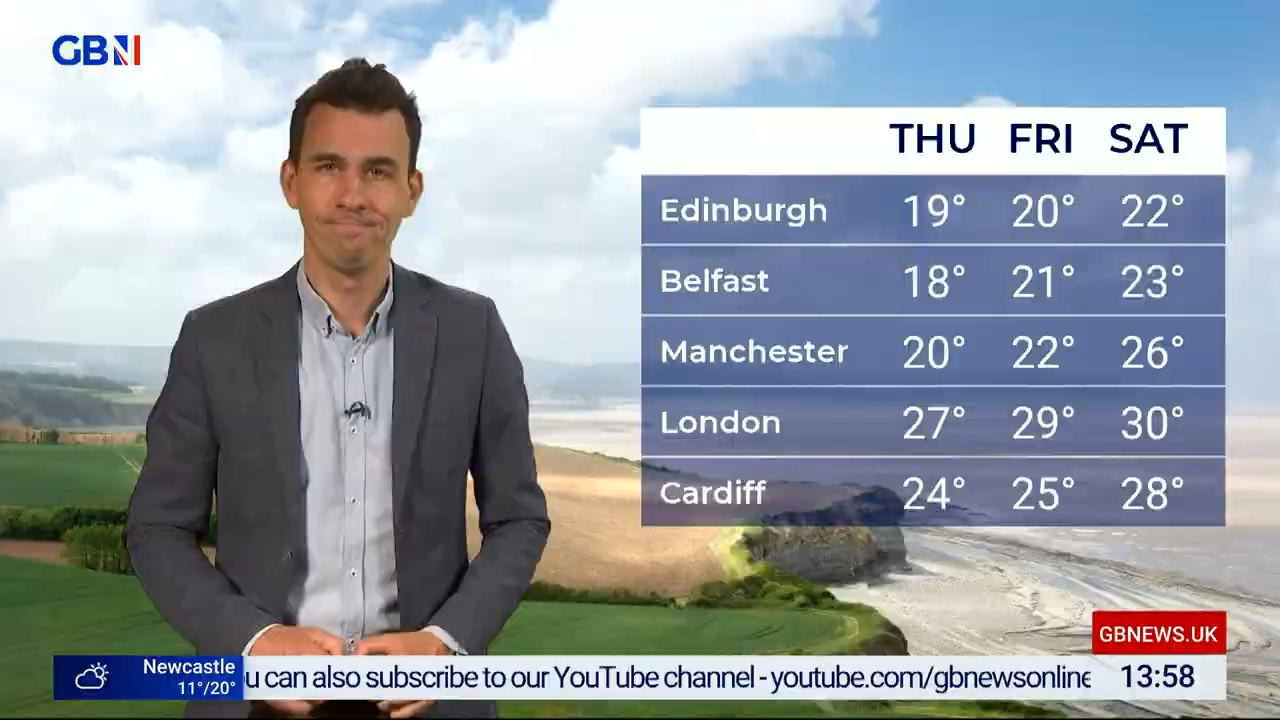 GBN
THU FRI SAT
Edinburgh 19° 20° 22°
Belfast 18° 21° 23°
Manchester 20° 22° 26°
London 27° 29° 30°
Cardiff 24° 25° 28°
GBNEWS.UK
Newcastle
11°/20°
u can also subscribe to our YouTube channel - youtube.com/gbnewsonline
13:58